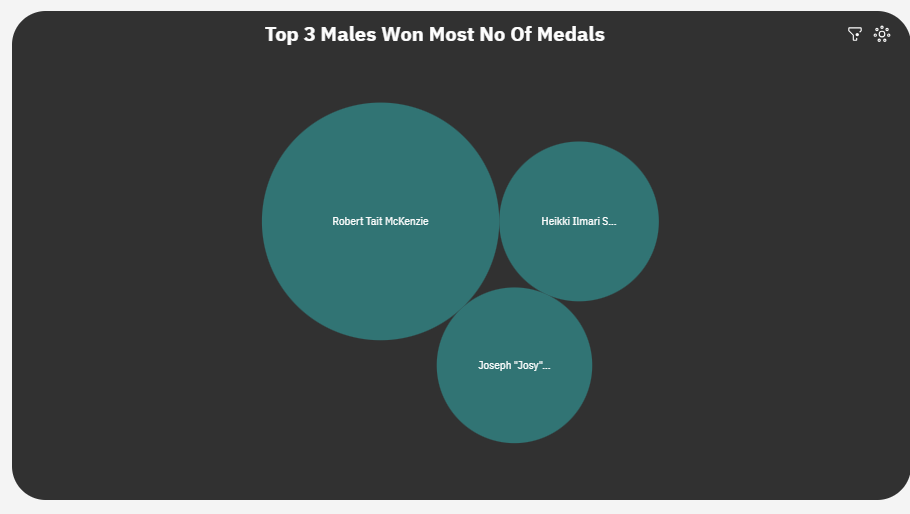 Top 3 Males Won Most No Of Medals
Robert Tait McKenzie
Heikki Ilmari S...
Joseph "Josy"...